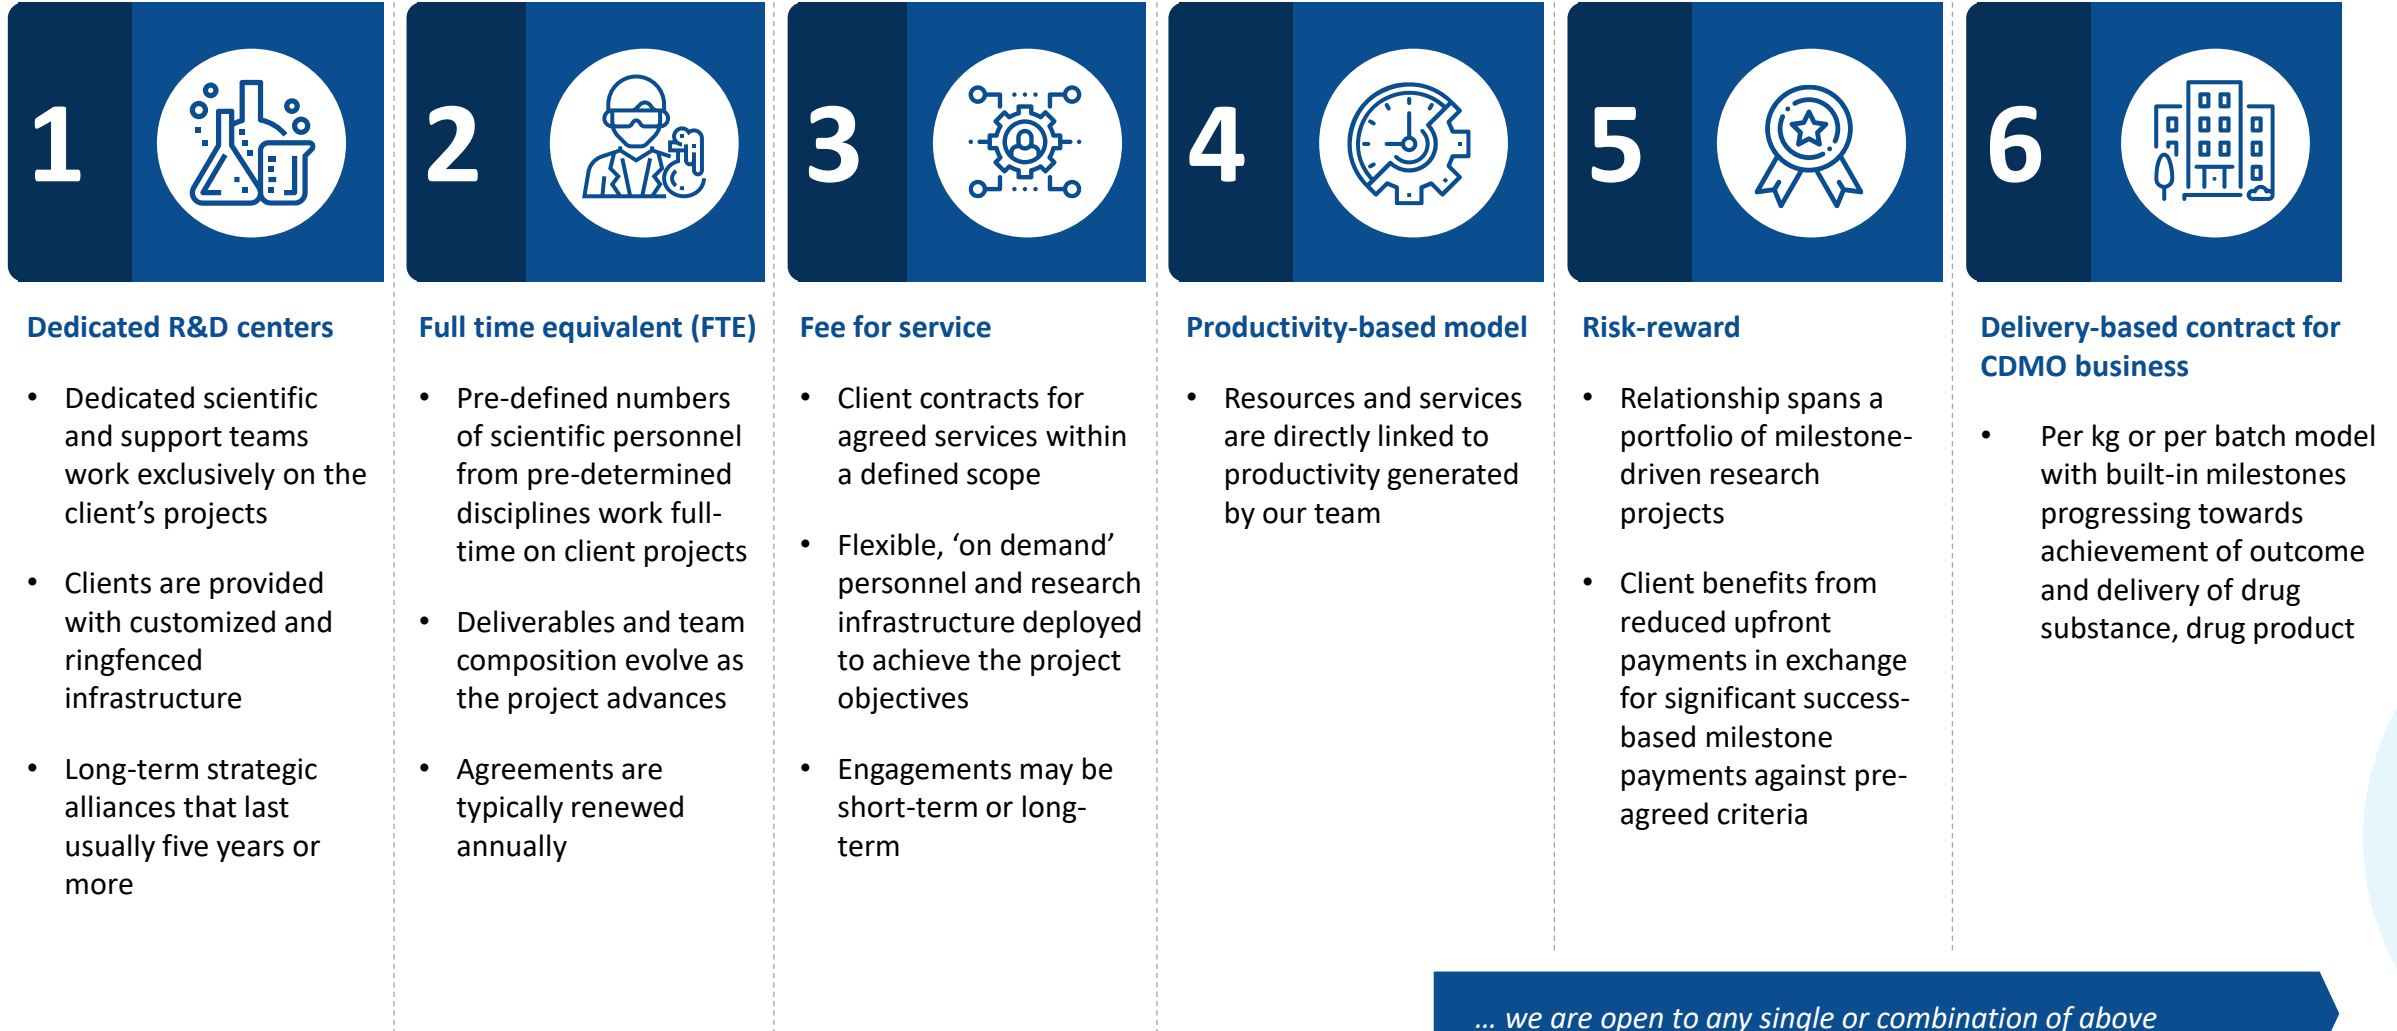 1
Dedicated R&D centers
• Dedicated scientific
and support teams
work exclusively on the
client’s projects
• Clients are provided
with customized and
ringfenced
infrastructure
• Long-term strategic
alliances that last
usually five years or
more
2
Full time equivalent (FTE)
• Pre-defined numbers
of scientific personnel
from pre-determined
disciplines work full-
time on client projects
• Deliverables and team
composition evolve as
the project advances
• Agreements are
typically renewed
annually
3
Fee for service
• Client contracts for
agreed services within
a defined scope
• Flexible, ‘on demand’
personnel and research
infrastructure deployed
to achieve the project
objectives
• Engagements may be
short-term or long-
term
4
Productivity-based model
• Resources and services
are directly linked to
productivity generated
by our team
5
Risk-reward
• Relationship spans a
portfolio of milestone-
driven research
projects
• Client benefits from
reduced upfront
payments in exchange
for significant success-
based milestone
payments against pre-
agreed criteria
6
Delivery-based contract for
CDMO business
• Per kg or per batch model
with built-in milestones
progressing towards
achievement of outcome
and delivery of drug
substance, drug product
... we are open to any single or combination of above